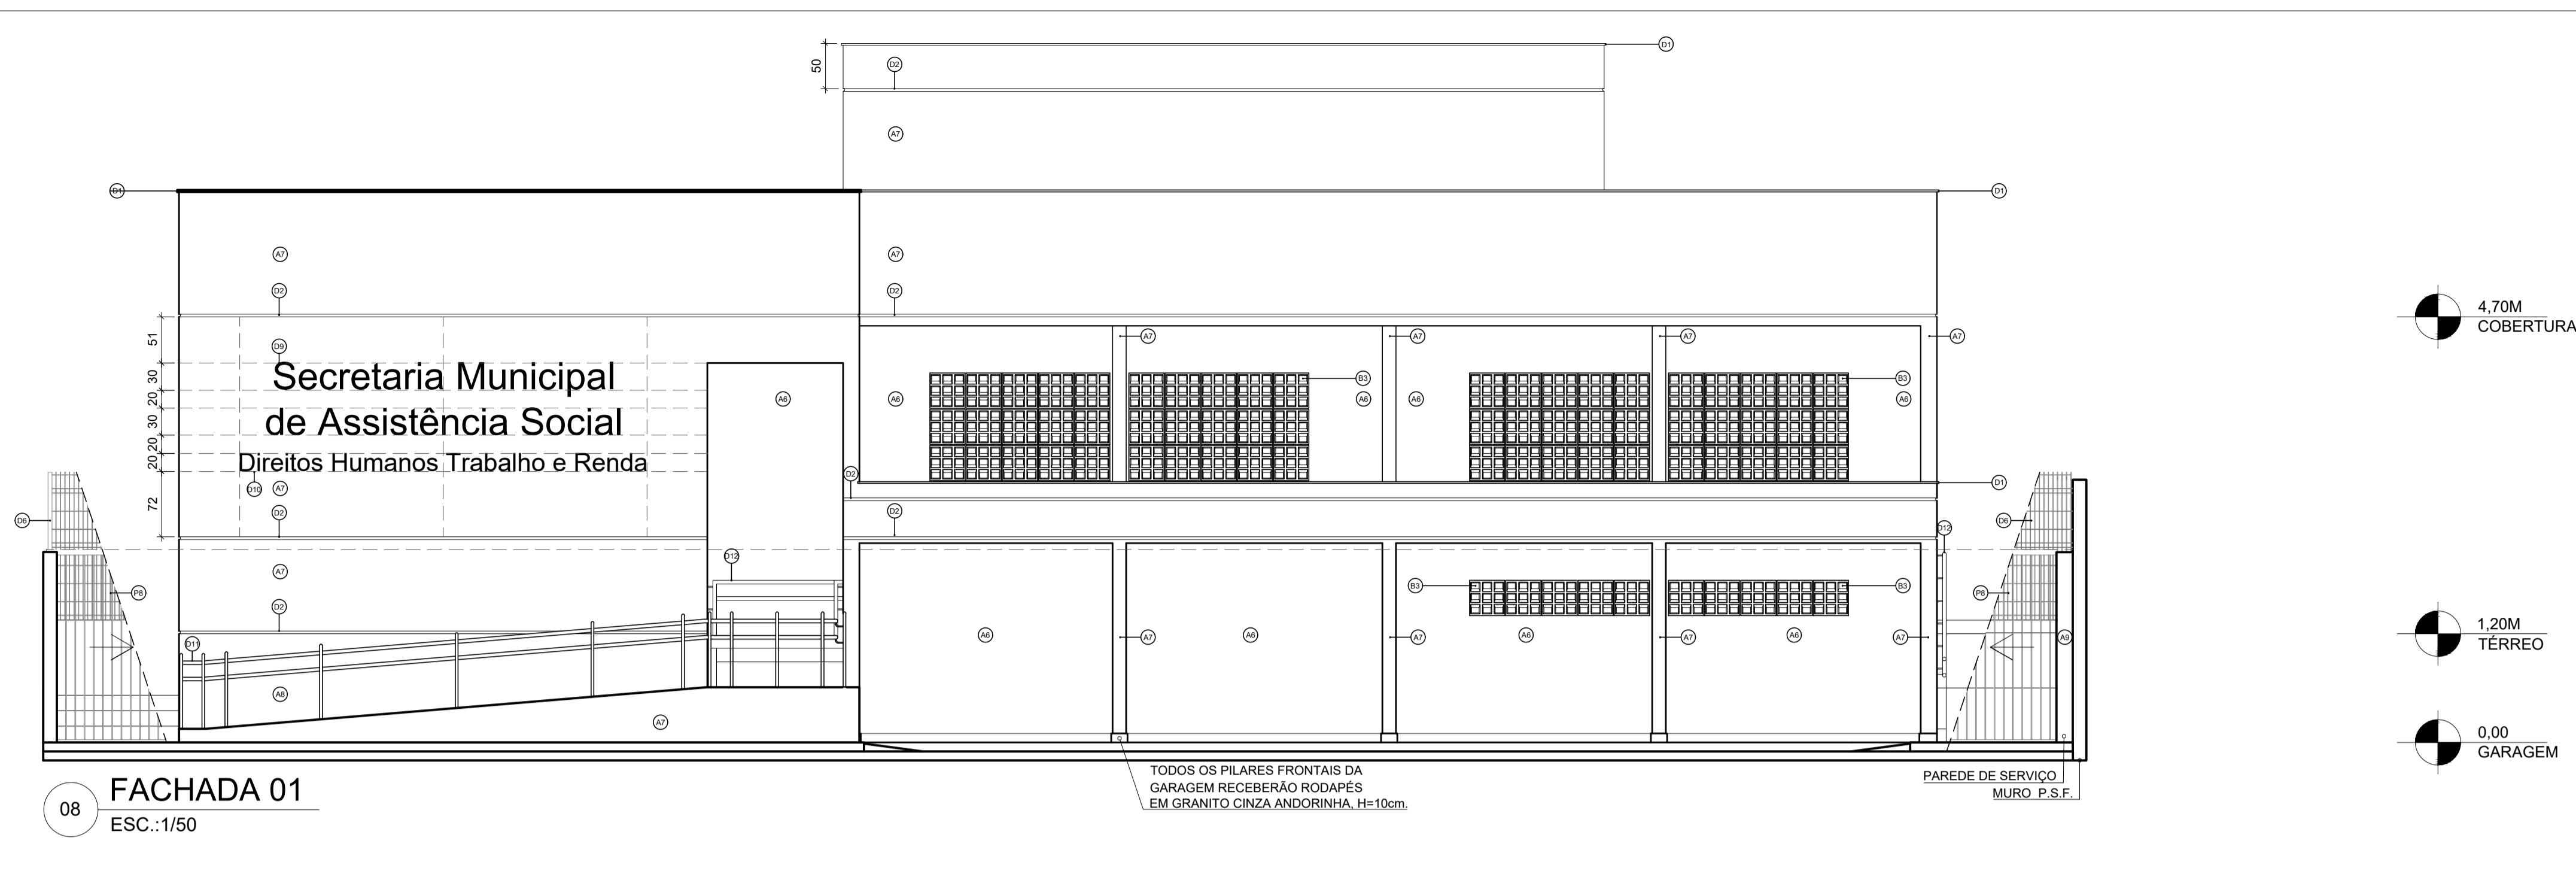 D1
50
D2
A7
D1
D1
A7
A7
D2
D2
4,70M
COBERTURA
51
D9
A7
A7
A7
A7
Secretaria Municipal
30
B3
B3
20
A6
A6
A6
A6
A6
de Assistência Social
30
20
Direitos Humanos Trabalho e Renda
20
D2
D10
A7
D1
72
D2
D2
D6
D6
D12
D12
A7
B3
B3
P8
P8
D2
1,20M
TÉRREO
A6
A6
A6
A6
A7
A7
A7
A7
A9
D11
A8
A7
0,00
GARAGEM
TODOS OS PILARES FRONTAIS DA
GARAGEM RECEBERÃO RODAPÉS
EM GRANITO CINZA ANDORINHA, H=10cm.
PAREDE DE SERVIÇO
MURO P.S.F.
08
FACHADA 01
ESC.:1/50